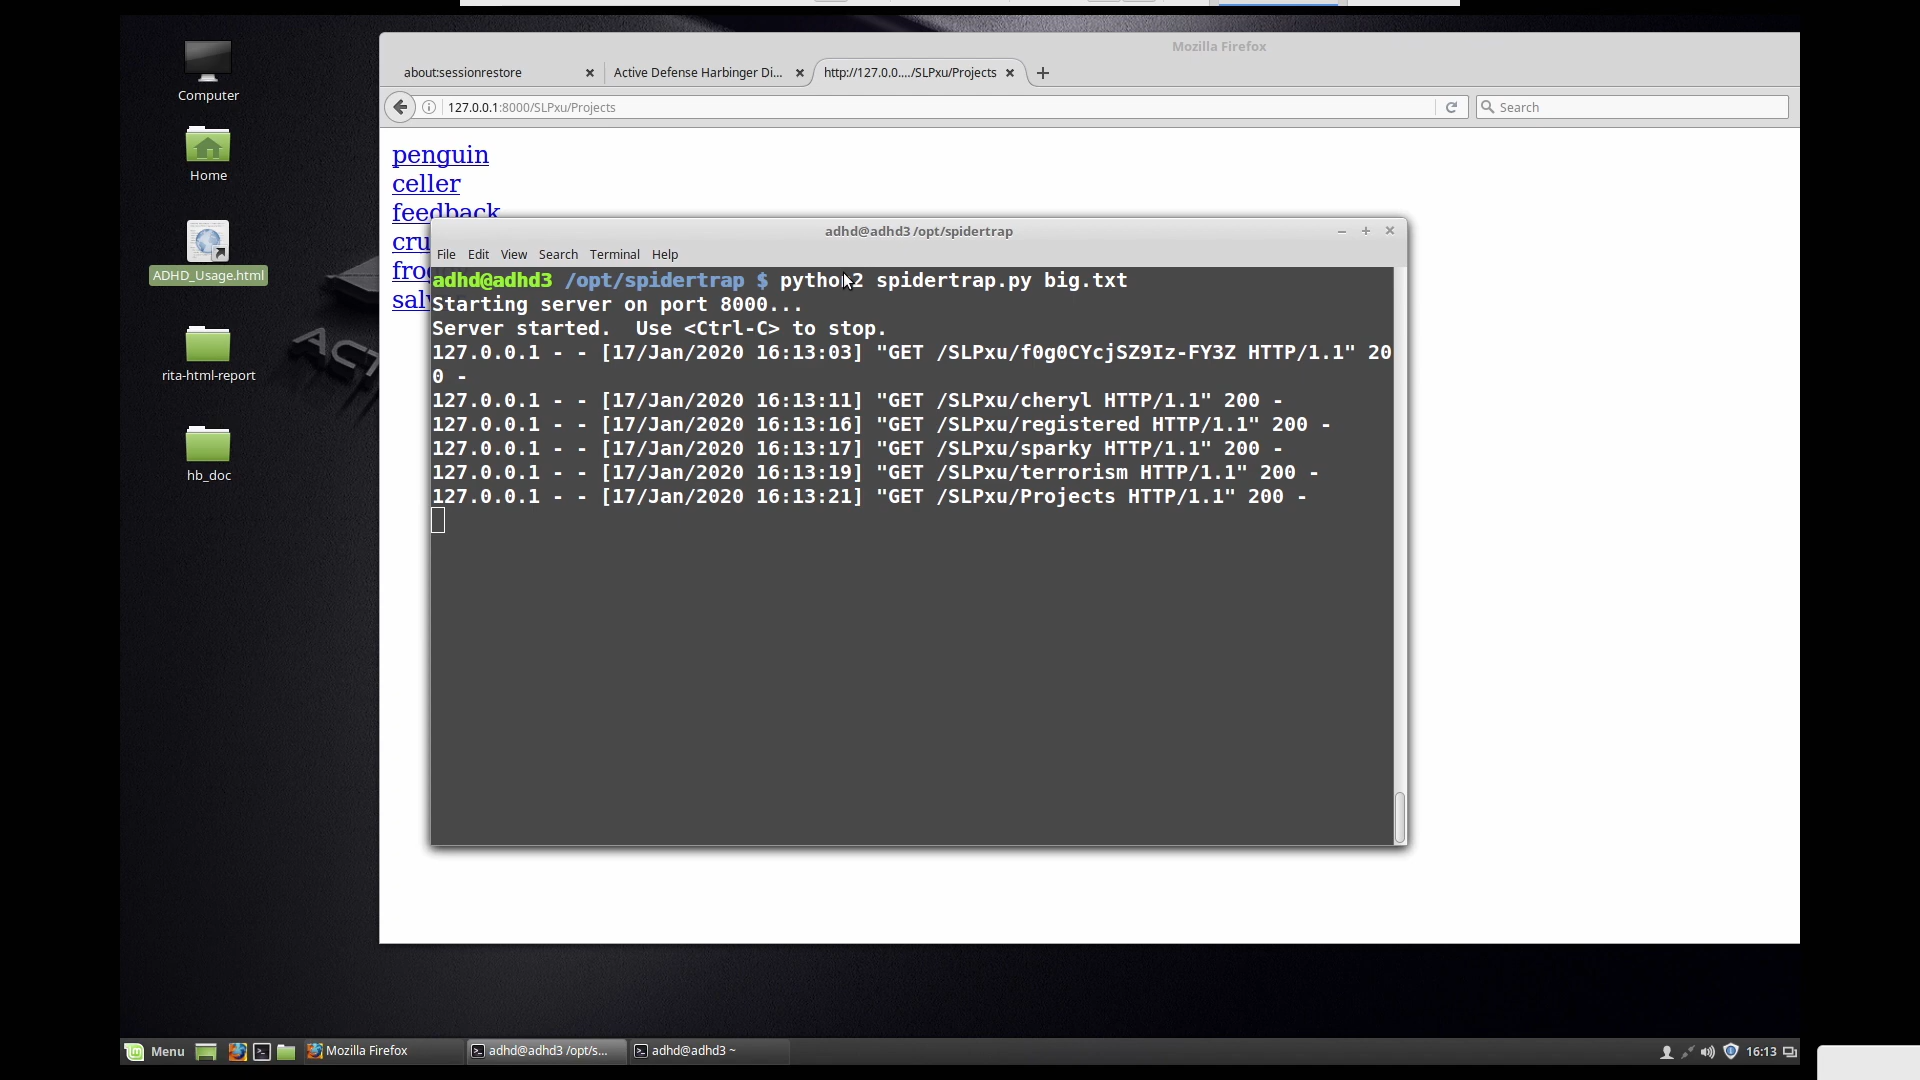 Mozilla Firefox
about:sessionrestore
Active Defense Harbinger Di...
http://127.0.0..../SLPxu/Projects
127.0.0.1:8000/SLPxu/Projects
Search
Computer
Home
ADHD_Usage.html
rita-html-report
hb_doc
ACT
penguin
celler
feedback
cru
frog
salv
adhd@adhd3 /opt/spidertrap
File Edit View Search Terminal Help
adhd@adhd3 /opt/spidertrap $ python2 spidertrap.py big.txt
Starting server on port 8000...
Server started.  Use <Ctrl-C> to stop.
127.0.0.1 - - [17/Jan/2020 16:13:03] "GET /SLPxu/f0g0CYcjSZ9Iz-FY3Z HTTP/1.1" 20
0 -
127.0.0.1 - - [17/Jan/2020 16:13:11] "GET /SLPxu/cheryl HTTP/1.1" 200 -
127.0.0.1 - - [17/Jan/2020 16:13:16] "GET /SLPxu/registered HTTP/1.1" 200 -
127.0.0.1 - - [17/Jan/2020 16:13:17] "GET /SLPxu/sparky HTTP/1.1" 200 -
127.0.0.1 - - [17/Jan/2020 16:13:19] "GET /SLPxu/terrorism HTTP/1.1" 200 -
127.0.0.1 - - [17/Jan/2020 16:13:21] "GET /SLPxu/Projects HTTP/1.1" 200 -
Menu
Mozilla Firefox
adhd@adhd3 /opt/s...
adhd@adhd3 ~
16:13